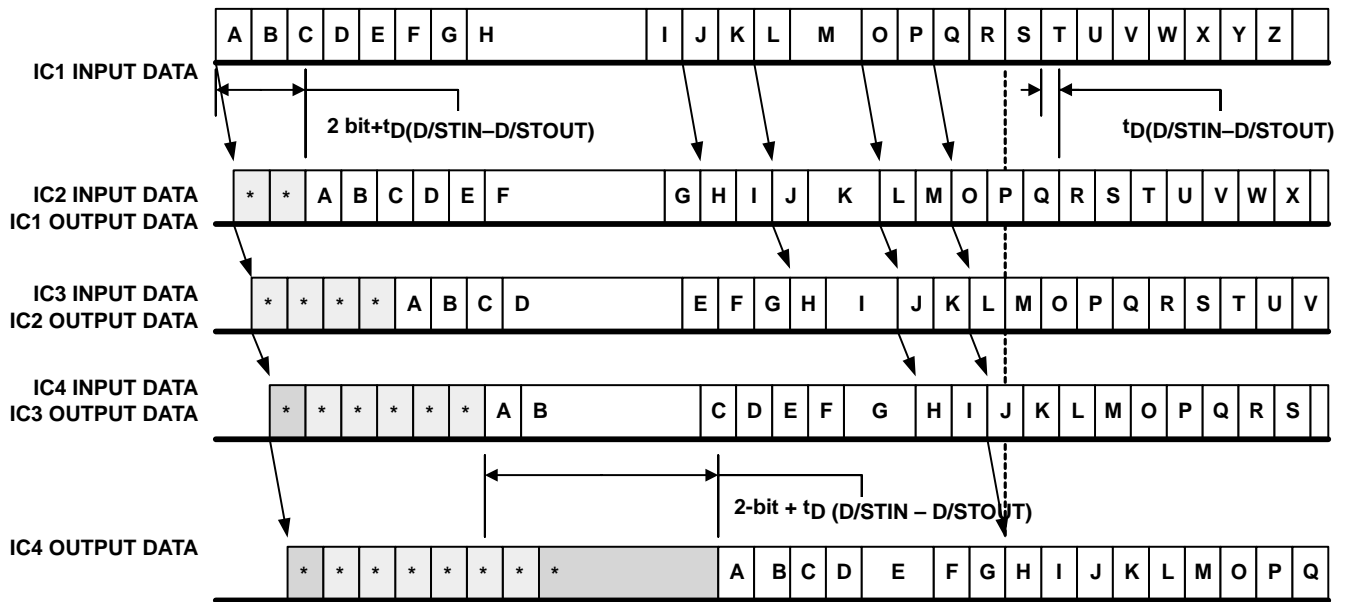 A B C D E F G H I J K L M O P Q R S T U V W X Y Z
IC1 INPUT DATA
2 bit+tD(D/STIN–D/STOUT)
tD(D/STIN–D/STOUT)
IC2 INPUT DATA
IC1 OUTPUT DATA
* * A B C D E F G H I J K L M O P Q R S T U V W X
IC3 INPUT DATA
IC2 OUTPUT DATA
* * * * A B C D E F G H I J K L M O P Q R S T U V
IC4 INPUT DATA
IC3 OUTPUT DATA
* * * * * * A B C D E F G H I J K L M O P Q R S
2-bit + tD (D/STIN – D/STOUT)
IC4 OUTPUT DATA
* * * * * * * * A B C D E F G H I J K L M O P Q